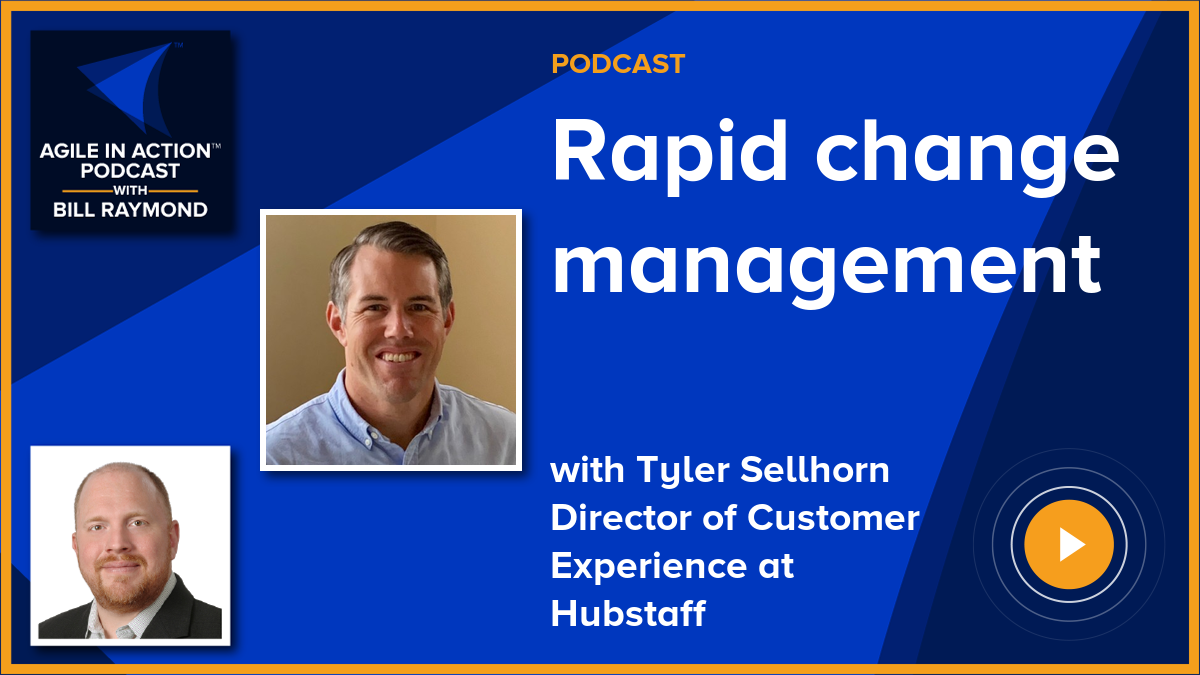 AGILE IN ACTION™
PODCAST
WITH
BILL RAYMOND
PODCAST
Rapid change
management
with Tyler Sellhorn
Director of Customer
Experience at
Hubstaff